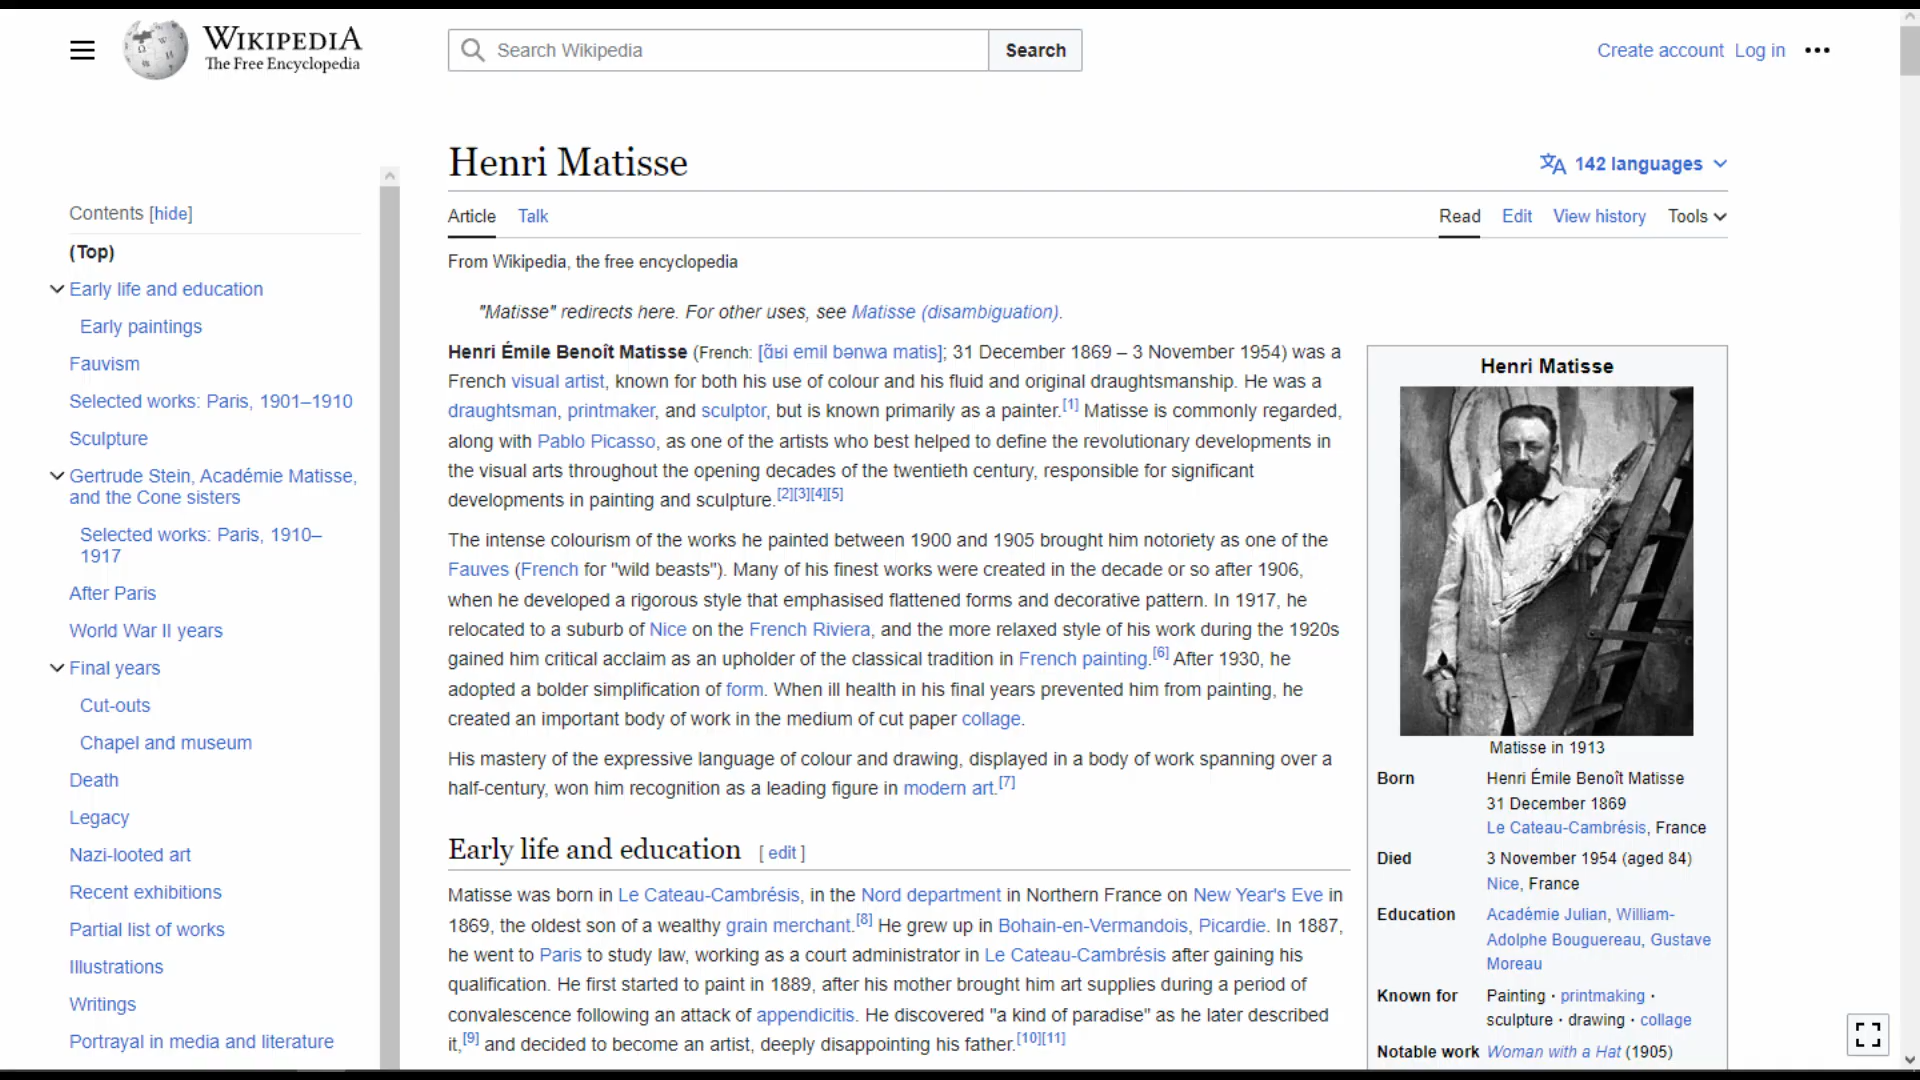 WIKIPEDIA
The Free Encyclopedia
Search Wikipedia
Search
Create account Log in
Contents [hide]
(Top)
Early life and education
Early paintings
Fauvism
Selected works: Paris, 1901–1910
Sculpture
Gertrude Stein, Académie Matisse,
and the Cone sisters
Selected works: Paris, 1910–
1917
After Paris
World War II years
Final years
Cut-outs
Chapel and museum
Death
Legacy
Nazi-looted art
Recent exhibitions
Partial list of works
Illustrations
Writings
Portrayal in media and literature
Henri Matisse
142 languages
Article Talk
Read Edit View history Tools
From Wikipedia, the free encyclopedia
"Matisse" redirects here. For other uses, see Matisse (disambiguation).
Henri Émile Benoît Matisse (French: [ɑ̃ʁi emil bənwa matis]; 31 December 1869 – 3 November 1954) was a
French visual artist, known for both his use of colour and his fluid and original draughtsmanship. He was a
draughtsman, printmaker, and sculptor, but is known primarily as a painter.[1] Matisse is commonly regarded,
along with Pablo Picasso, as one of the artists who best helped to define the revolutionary developments in
the visual arts throughout the opening decades of the twentieth century, responsible for significant
developments in painting and sculpture.[2][3][4][5]
The intense colourism of the works he painted between 1900 and 1905 brought him notoriety as one of the
Fauves (French for "wild beasts"). Many of his finest works were created in the decade or so after 1906,
when he developed a rigorous style that emphasised flattened forms and decorative pattern. In 1917, he
relocated to a suburb of Nice on the French Riviera, and the more relaxed style of his work during the 1920s
gained him critical acclaim as an upholder of the classical tradition in French painting.[6] After 1930, he
adopted a bolder simplification of form. When ill health in his final years prevented him from painting, he
created an important body of work in the medium of cut paper collage.
His mastery of the expressive language of colour and drawing, displayed in a body of work spanning over a
half-century, won him recognition as a leading figure in modern art.[7]
Early life and education [ edit ]
Matisse was born in Le Cateau-Cambrésis, in the Nord department in Northern France on New Year's Eve in
1869, the oldest son of a wealthy grain merchant.[8] He grew up in Bohain-en-Vermandois, Picardie. In 1887,
he went to Paris to study law, working as a court administrator in Le Cateau-Cambrésis after gaining his
qualification. He first started to paint in 1889, after his mother brought him art supplies during a period of
convalescence following an attack of appendicitis. He discovered "a kind of paradise" as he later described
it,[9] and decided to become an artist, deeply disappointing his father.[10][11]
Henri Matisse
Matisse in 1913
Born Henri Émile Benoît Matisse
31 December 1869
Le Cateau-Cambrésis, France
Died 3 November 1954 (aged 84)
Nice, France
Education Académie Julian, William-
Adolphe Bouguereau, Gustave
Moreau
Known for Painting · printmaking ·
sculpture · drawing · collage
Notable work Woman with a Hat (1905)